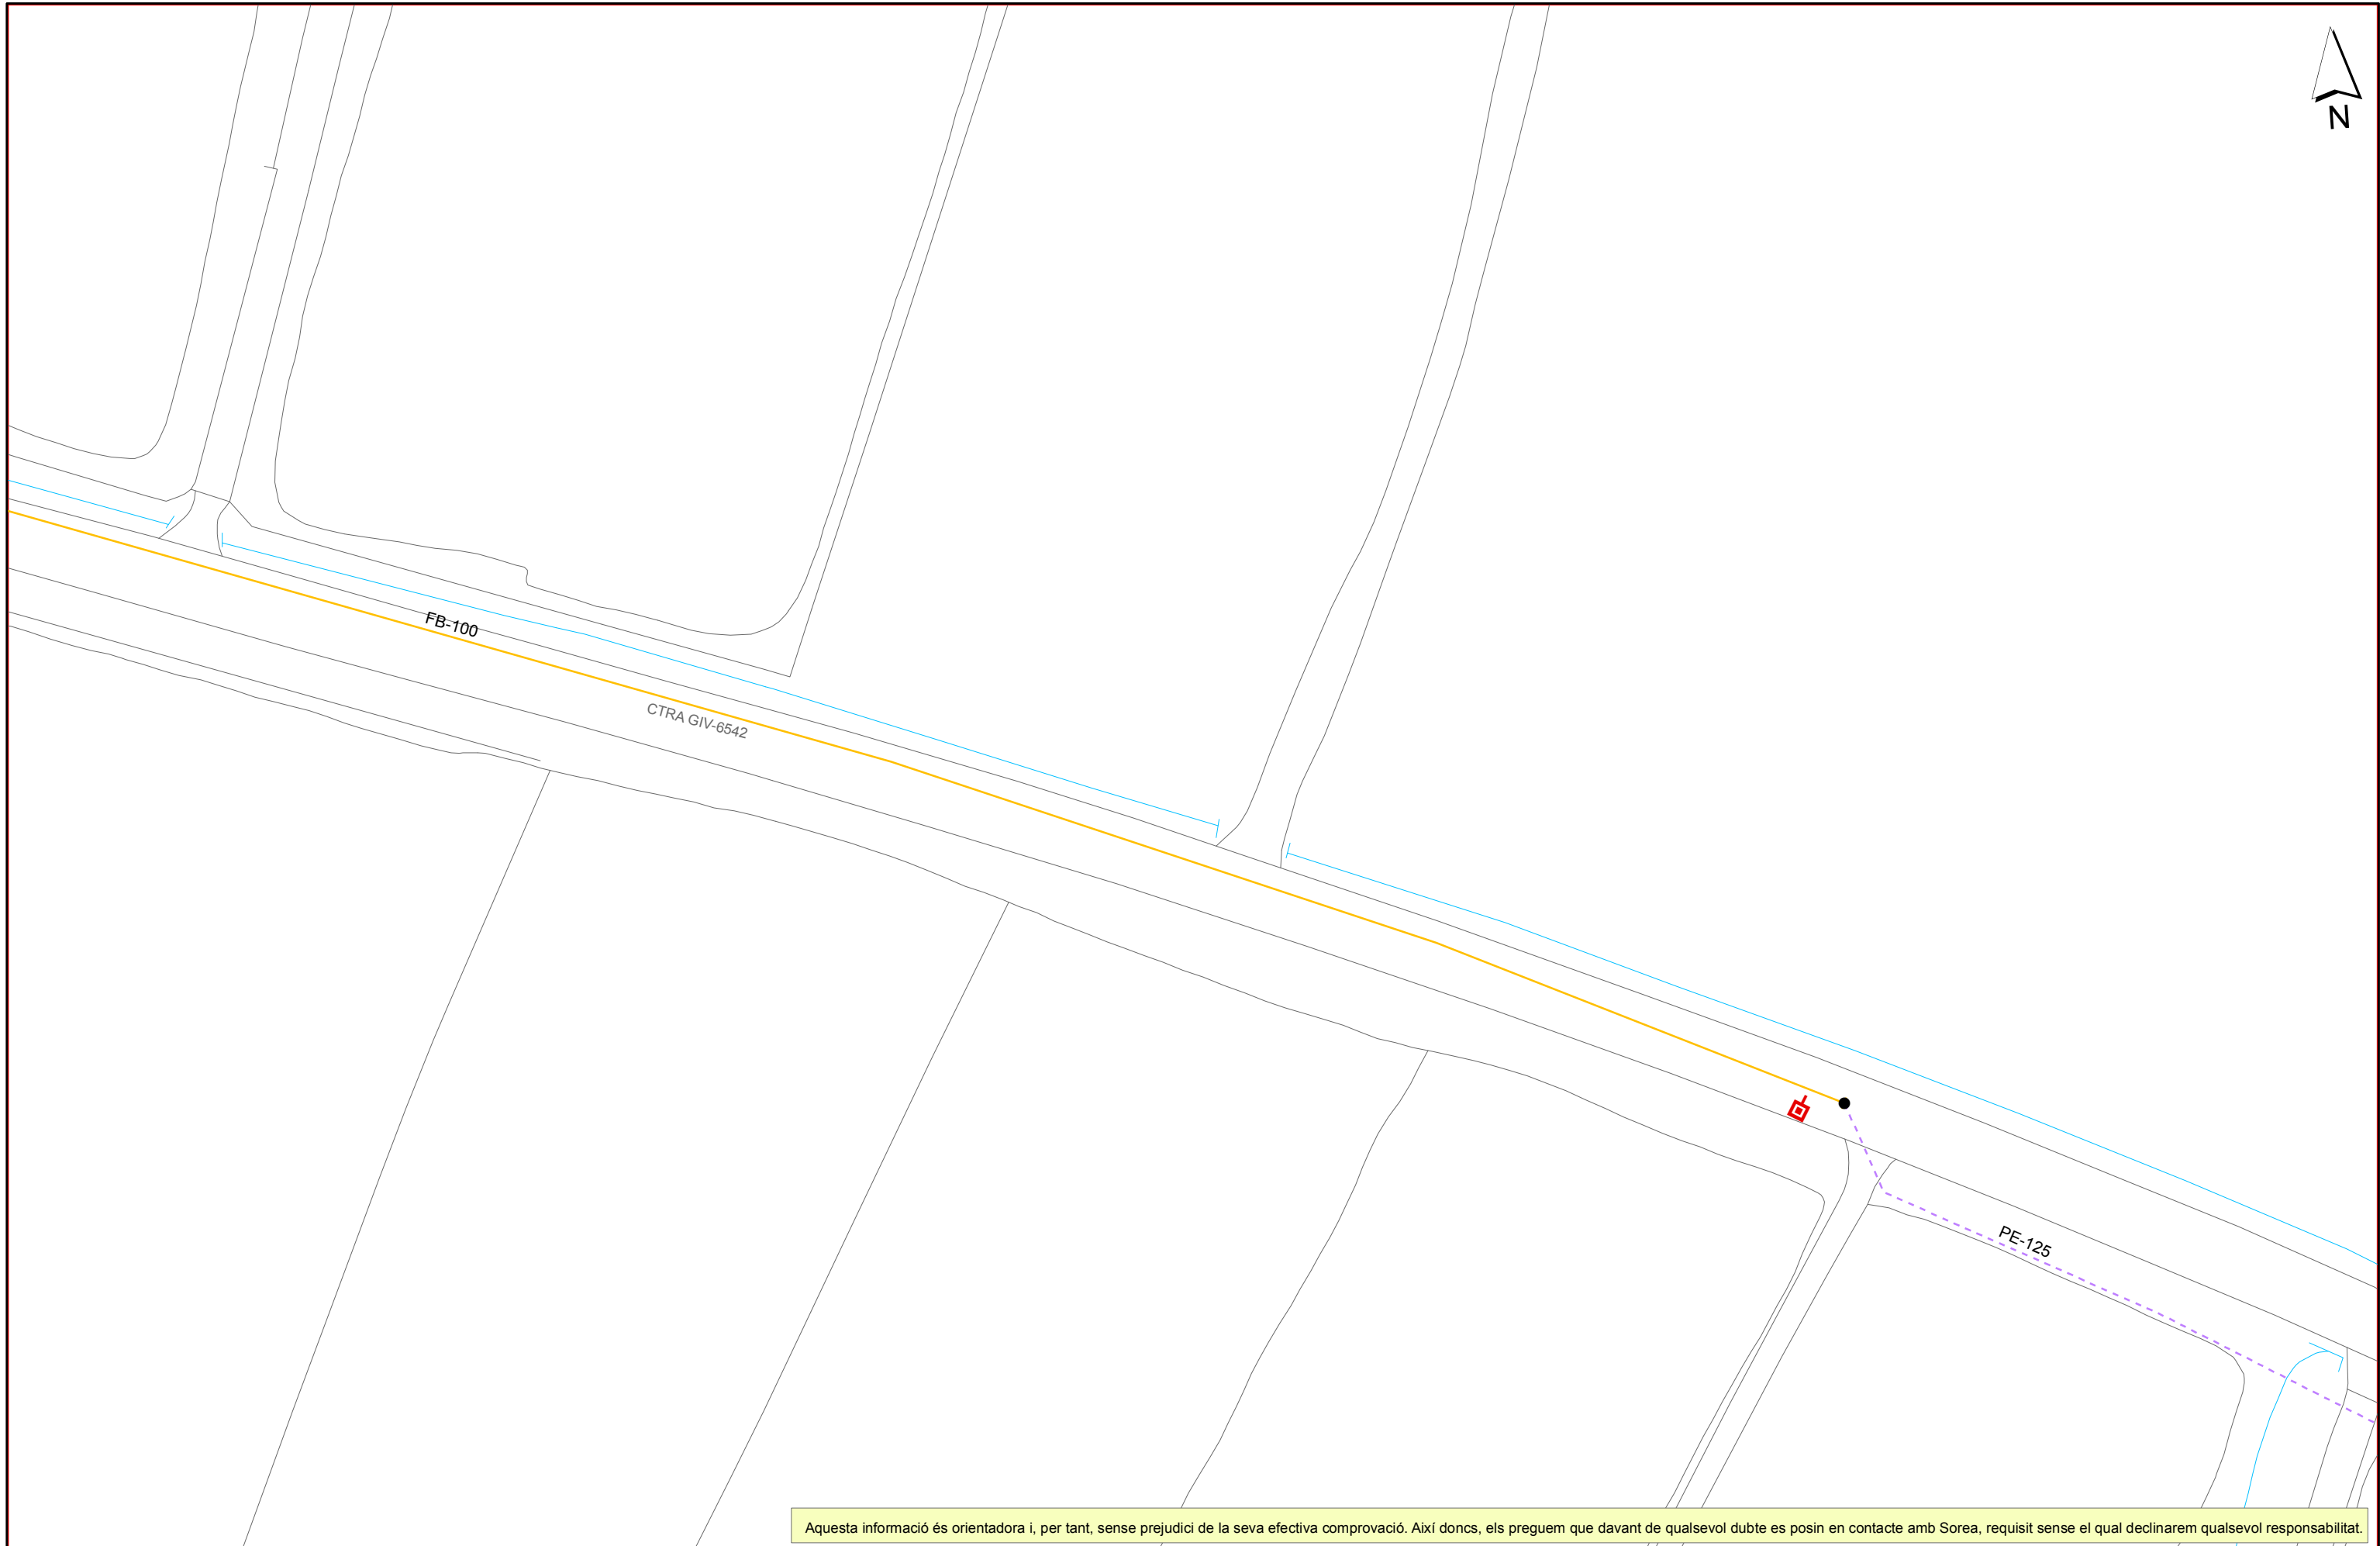 N
FB-100
CTRA GIV-6542
PE-125
Aquesta informació és orientadora i, per tant, sense prejudici de la seva efectiva comprovació. Així doncs, els preguem que davant de qualsevol dubte es posin en contacte amb Sorea, requisit sense el qual declinarem qualsevol responsabilitat.